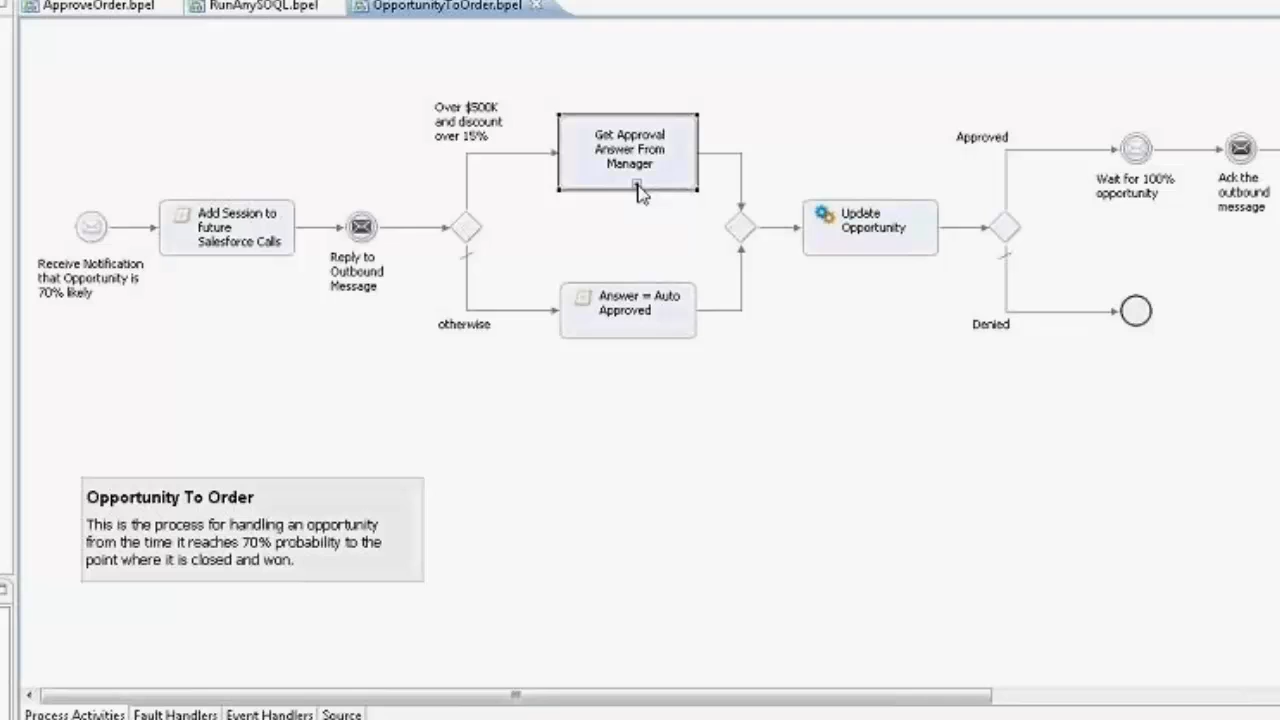 ApproveOrder.bpel
RunAnySOQL.bpel
OpportunityToOrder.bpel
Over $500K
and discount
over 15%
Get Approval
Answer From
Manager
Approved
Wait for 100%
opportunity
Ack the
outbound
message
Add Session to
future
Salesforce Calls
Update
Opportunity
Receive Notification
that Opportunity is
70% likely
Reply to
Outbound
Message
Answer = Auto
Approved
otherwise
Denied
Opportunity To Order
This is the process for handling an opportunity
from the time it reaches 70% probability to the
point where it is closed and won.
Process Activities
Fault Handlers
Event Handlers
Source